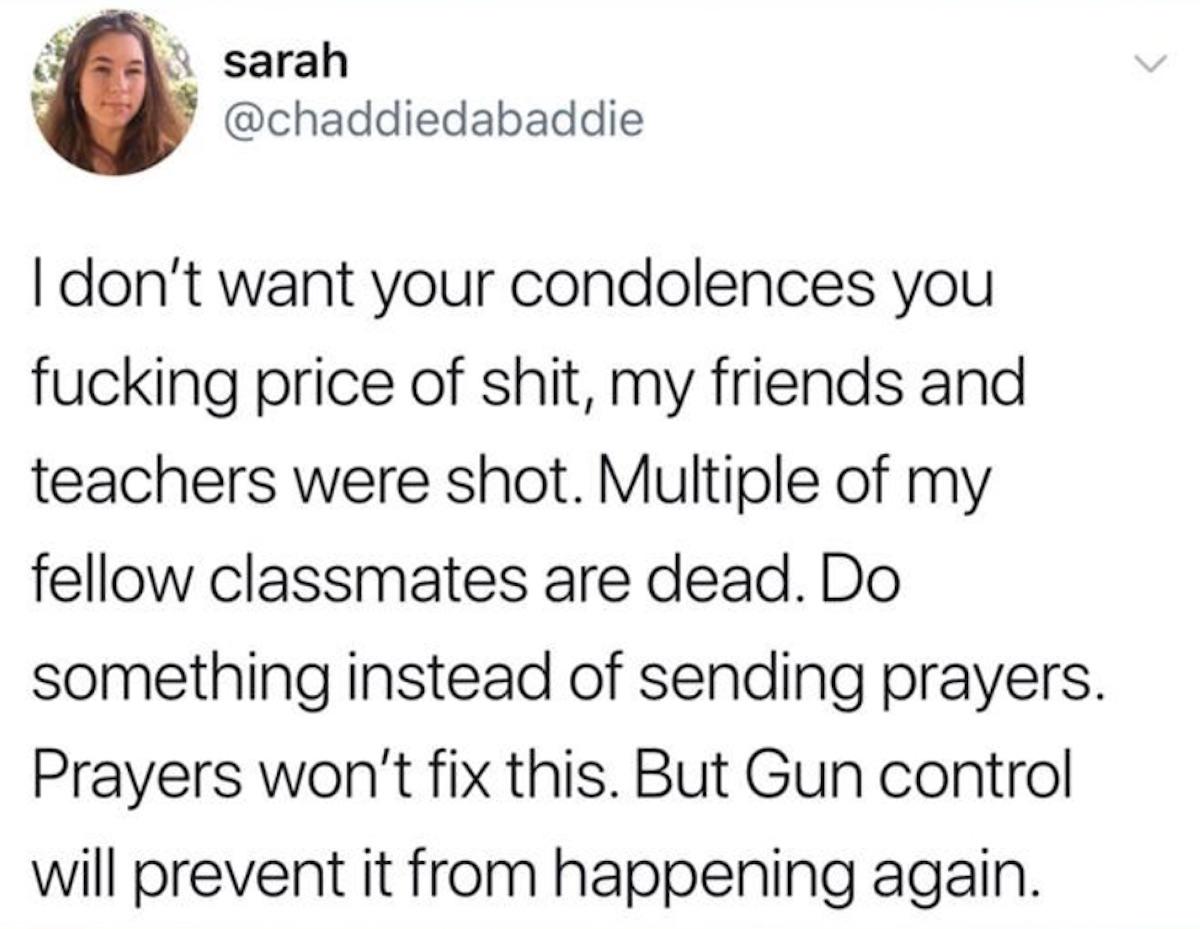 sarah
@chaddiedabaddie
I don't want your condolences you
fucking price of shit, my friends and
teachers were shot. Multiple of my
fellow classmates are dead. Do
something instead of sending prayers.
Prayers won't fix this. But Gun control
will prevent it from happening again.